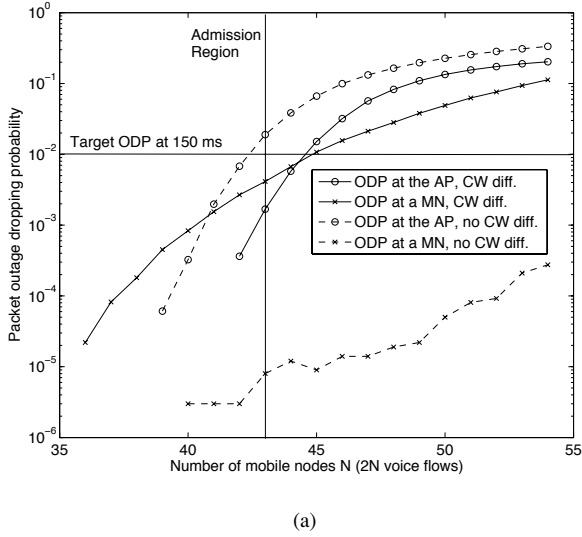 Admission
Region
10^0
10^-1
10^-2
10^-3
10^-4
10^-5
10^-6
Packet outage dropping probability
Target ODP at 150 ms
ODP at the AP, CW diff.
ODP at a MN, CW diff.
ODP at the AP, no CW diff.
ODP at a MN, no CW diff.
35 40 45 50 55
Number of mobile nodes N (2N voice flows)
(a)